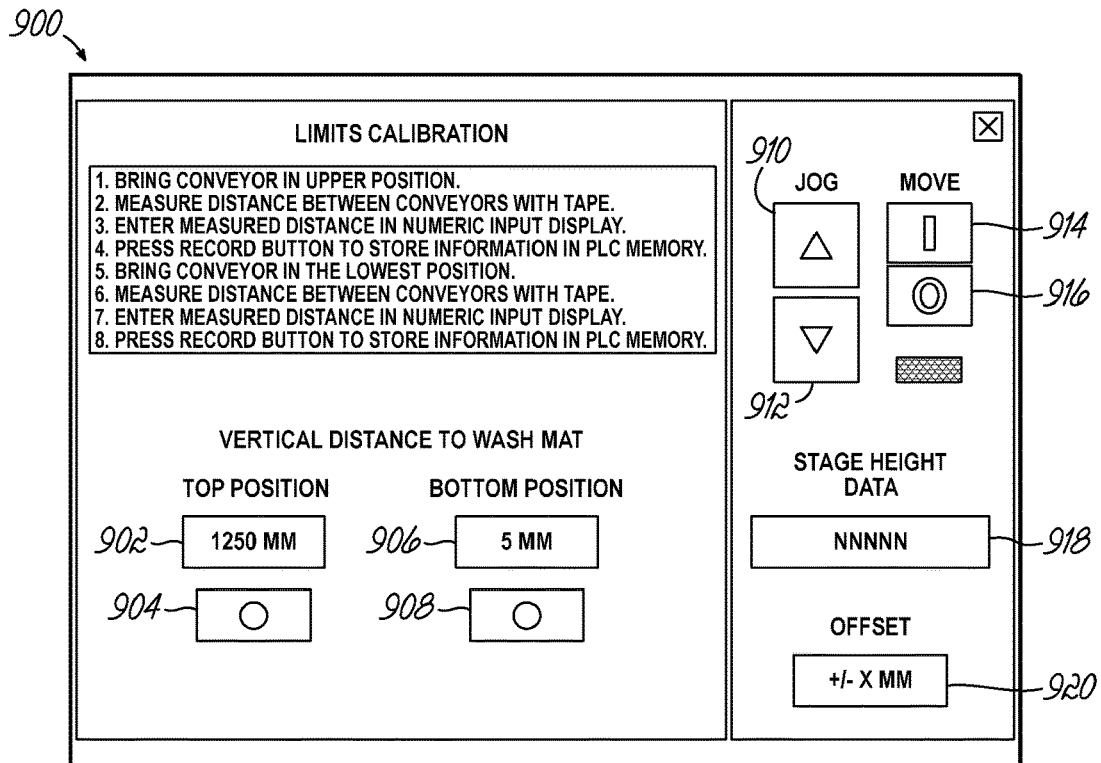 900
LIMITS CALIBRATION
1. BRING CONVEYOR IN UPPER POSITION.
2. MEASURE DISTANCE BETWEEN CONVEYORS WITH TAPE.
3. ENTER MEASURED DISTANCE IN NUMERIC INPUT DISPLAY.
4. PRESS RECORD BUTTON TO STORE INFORMATION IN PLC MEMORY.
5. BRING CONVEYOR IN THE LOWEST POSITION.
6. MEASURE DISTANCE BETWEEN CONVEYORS WITH TAPE.
7. ENTER MEASURED DISTANCE IN NUMERIC INPUT DISPLAY.
8. PRESS RECORD BUTTON TO STORE INFORMATION IN PLC MEMORY.
VERTICAL DISTANCE TO WASH MAT
TOP POSITION BOTTOM POSITION
902 1250 MM 906 5 MM
904 908
910
JOG MOVE
914
916
912
STAGE HEIGHT
DATA
NNNNN 918
OFFSET
+/- X MM 920